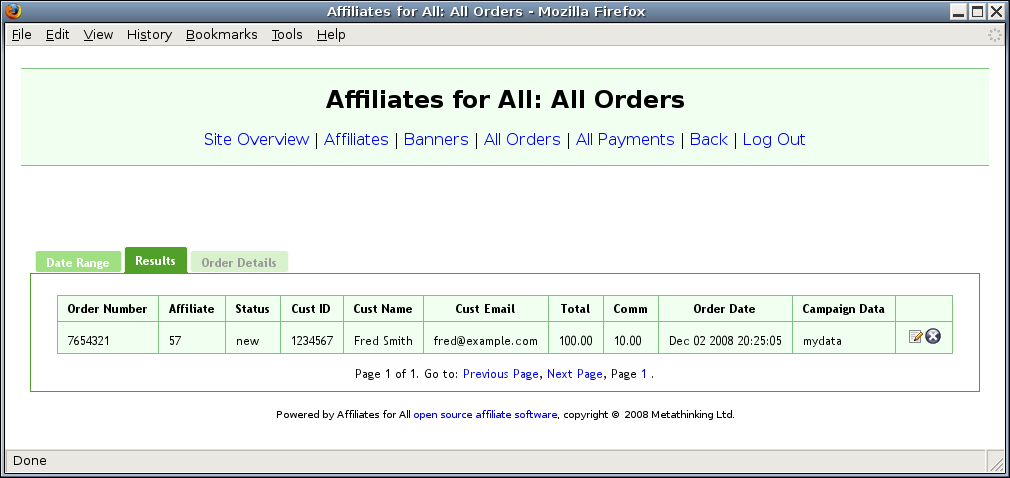 Affiliates for All: All Orders - Mozilla Firefox
File Edit View History Bookmarks Tools Help
Affiliates for All: All Orders
Site Overview | Affiliates | Banners | All Orders | All Payments | Back | Log Out
Date Range Results Order Details
Order Number Affiliate Status Cust ID Cust Name Cust Email Total Comm Order Date Campaign Data
7654321 57 new 1234567 Fred Smith fred@example.com 100.00 10.00 Dec 02 2008 20:25:05 mydata
Page 1 of 1. Go to: Previous Page, Next Page, Page 1 .
Powered by Affiliates for All open source affiliate software, copyright © 2008 Metathinking Ltd.
Done